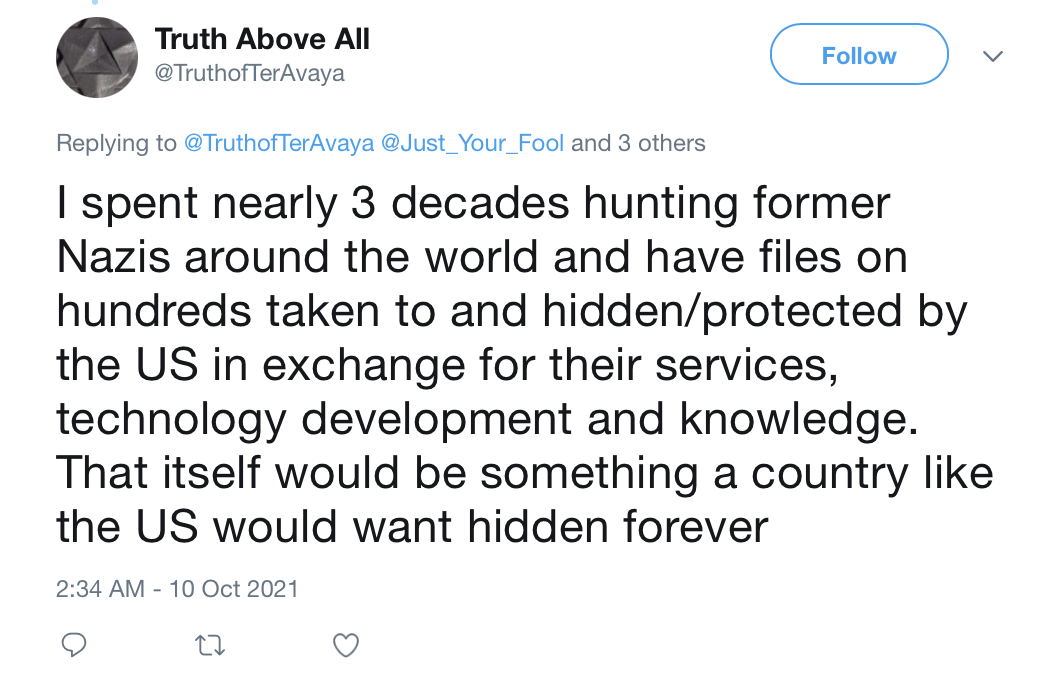 Truth Above All
@TruthofTerAvaya
Follow
Replying to @TruthofTerAvaya @Just_Your_Fool and 3 others
I spent nearly 3 decades hunting former
Nazis around the world and have files on
hundreds taken to and hidden/protected by
the US in exchange for their services,
technology development and knowledge.
That itself would be something a country like
the US would want hidden forever
2:34 AM - 10 Oct 2021